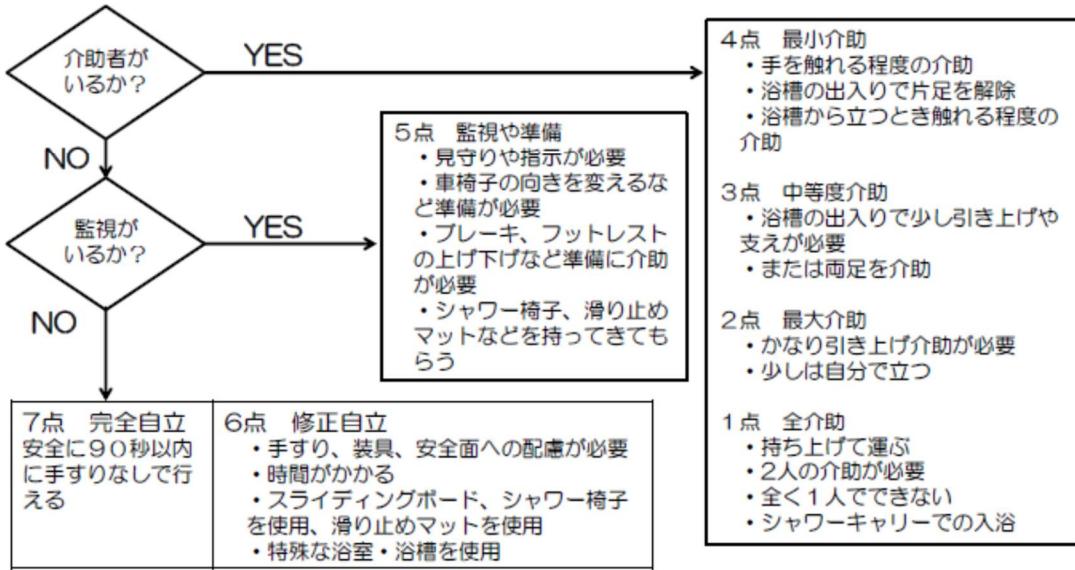 介助者が
いるか？
YES
NO
監視が
いるか？
YES
NO
5点　監視や準備
・見守りや指示が必要
・車椅子の向きを変えるな
ど準備が必要
・ブレーキ、フットレスト
の上げ下げなど準備に介助
が必要
・シャワー椅子、滑り止め
マットなどを持ってきても
らう
4点　最小介助
・手を触れる程度の介助
・浴槽の出入りで片足を解除
・浴槽から立つとき触れる程度の
介助
3点　中等度介助
・浴槽の出入りで少し引き上げや
支えが必要
・または両足を介助
2点　最大介助
・かなり引き上げ介助が必要
・少しは自分で立つ
1点　全介助
・持ち上げて運ぶ
・2人の介助が必要
・全く１人でできない
・シャワーキャリーでの入浴
7点　完全自立
安全に９０秒以内
に手すりなしで行
える
6点　修正自立
・手すり、装具、安全面への配慮が必要
・時間がかかる
・スライディングボード、シャワー椅子
を使用、滑り止めマットを使用
・特殊な浴室・浴槽を使用